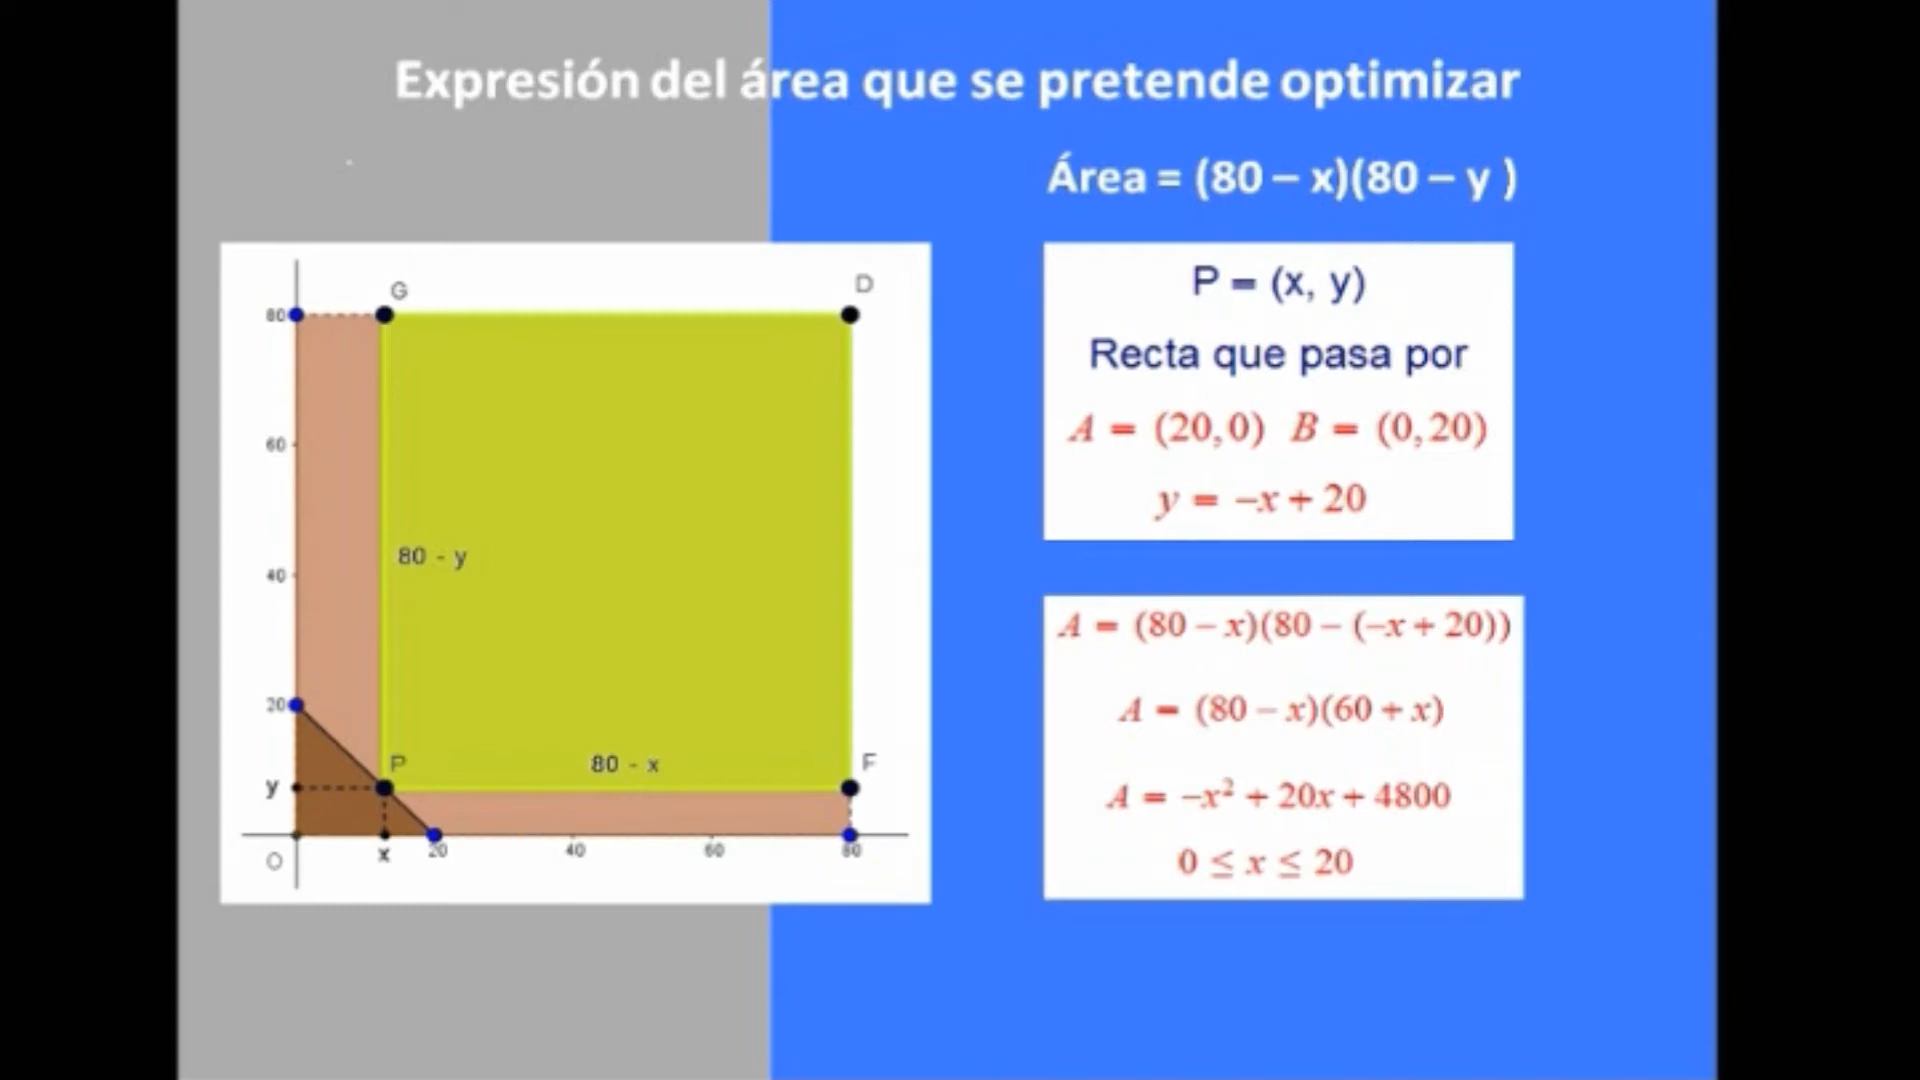 Expresión del área que se pretende optimizar
Área = (80 – x)(80 – y )
G
D
80
60
40
20
80 - y
P
80 - x
F
y
O
x
20
40
60
80
P = (x, y)
Recta que pasa por
A = (20,0) B = (0,20)
y = −x + 20
A = (80 − x)(80 − (−x + 20))
A = (80 − x)(60 + x)
A = −x² + 20x + 4800
0 ≤ x ≤ 20